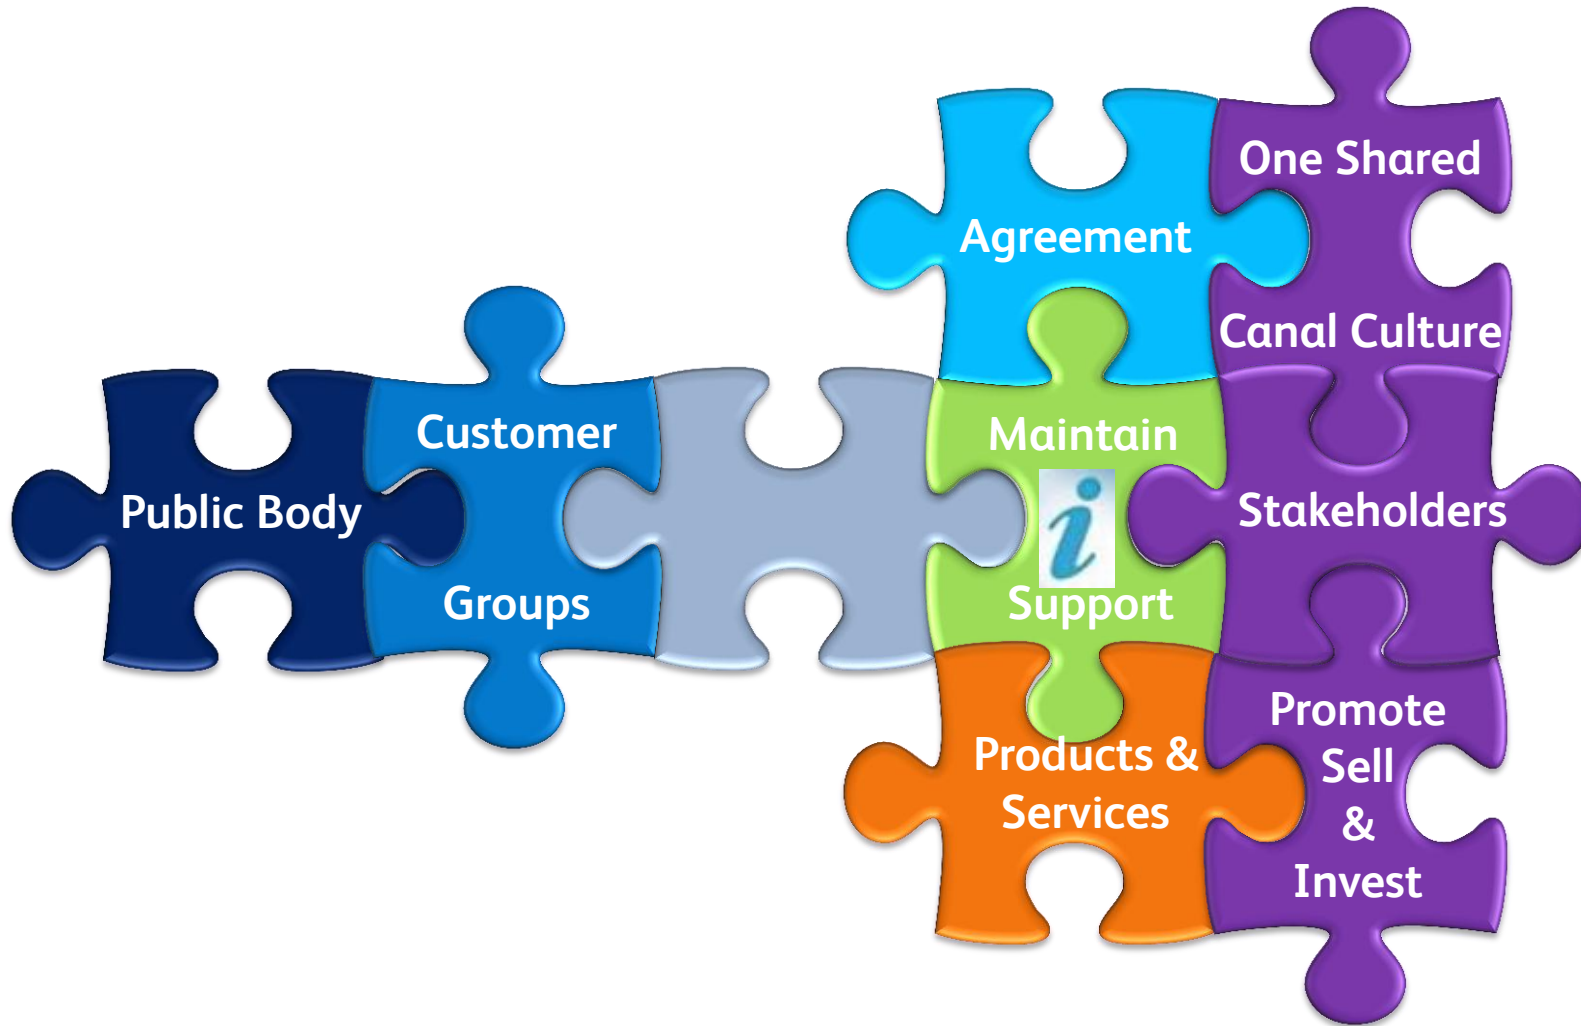 One Shared
Agreement
Canal Culture
Customer
Maintain
Public Body
i
Stakeholders
Groups
Support
Promote
Products &
Sell
Services
&
Invest